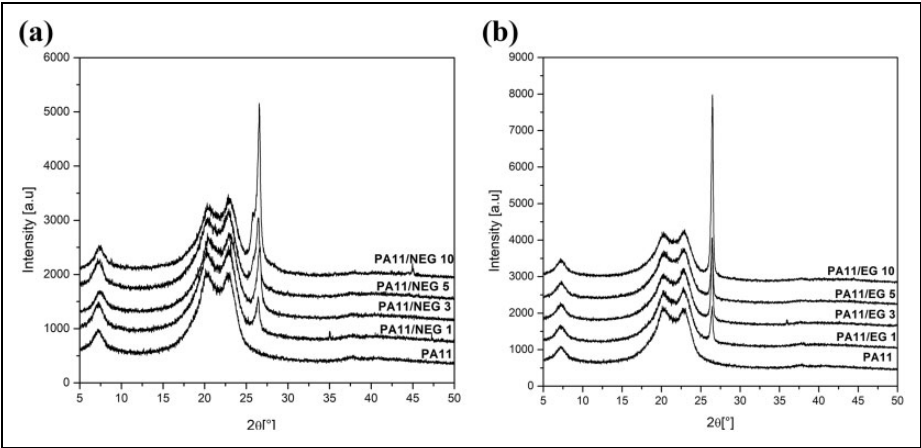 (a)
6000
5000
4000
3000
2000
1000
0
Intensity [a.u]
PA11/NEG 10
PA11/NEG 5
PA11/NEG 3
PA11/NEG 1
PA11
5 10 15 20 25 30 35 40 45 50
2θ[°]
(b)
9000
8000
7000
6000
5000
4000
3000
2000
1000
0
Intensity [a.u]
PA11/EG 10
PA11/EG 5
PA11/EG 3
PA11/EG 1
PA11
5 10 15 20 25 30 35 40 45 50
2θ[°]